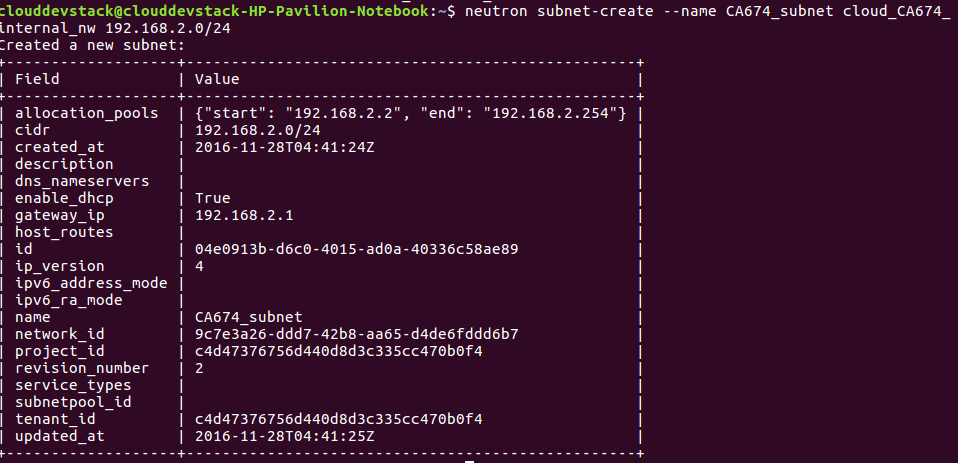 clouddevstack@clouddevstack-HP-Pavilion-Notebook:~$ neutron subnet-create --name CA674_subnet cloud_CA674_
internal_nw 192.168.2.0/24
Created a new subnet:
+-------------------+--------------------------------------------------+
| Field             | Value                                            |
+-------------------+--------------------------------------------------+
| allocation_pools  | {"start": "192.168.2.2", "end": "192.168.2.254"} |
| cidr              | 192.168.2.0/24                                   |
| created_at        | 2016-11-28T04:41:24Z                             |
| description       |                                                  |
| dns_nameservers   |                                                  |
| enable_dhcp       | True                                             |
| gateway_ip        | 192.168.2.1                                      |
| host_routes       |                                                  |
| id                | 04e0913b-d6c0-4015-ad0a-40336c58ae89             |
| ip_version        | 4                                                |
| ipv6_address_mode |                                                  |
| ipv6_ra_mode      |                                                  |
| name              | CA674_subnet                                     |
| network_id        | 9c7e3a26-ddd7-42b8-aa65-d4de6fddd6b7             |
| project_id        | c4d47376756d440d8d3c335cc470b0f4                 |
| revision_number   | 2                                                |
| service_types     |                                                  |
| subnetpool_id     |                                                  |
| tenant_id         | c4d47376756d440d8d3c335cc470b0f4                 |
| updated_at        | 2016-11-28T04:41:25Z                             |
+-------------------+--------------------------------------------------+